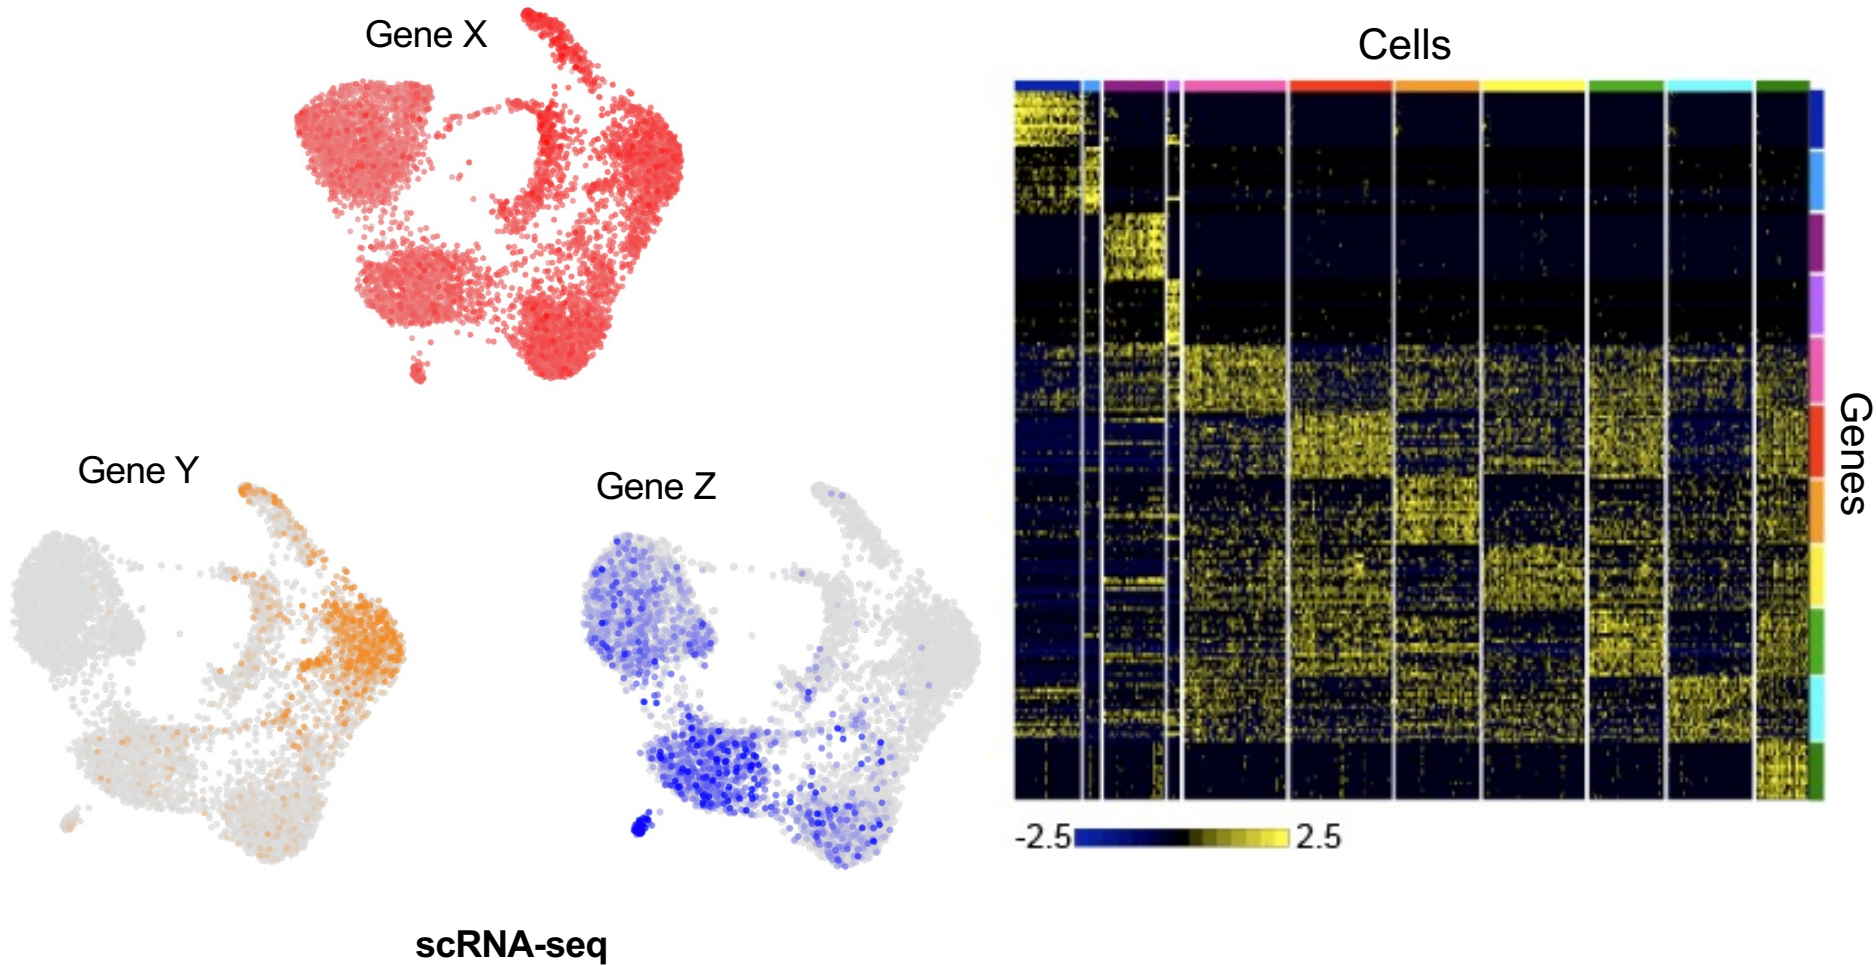 Gene X
Cells
Genes
Gene Y
Gene Z
-2.5
2.5
scRNA-seq